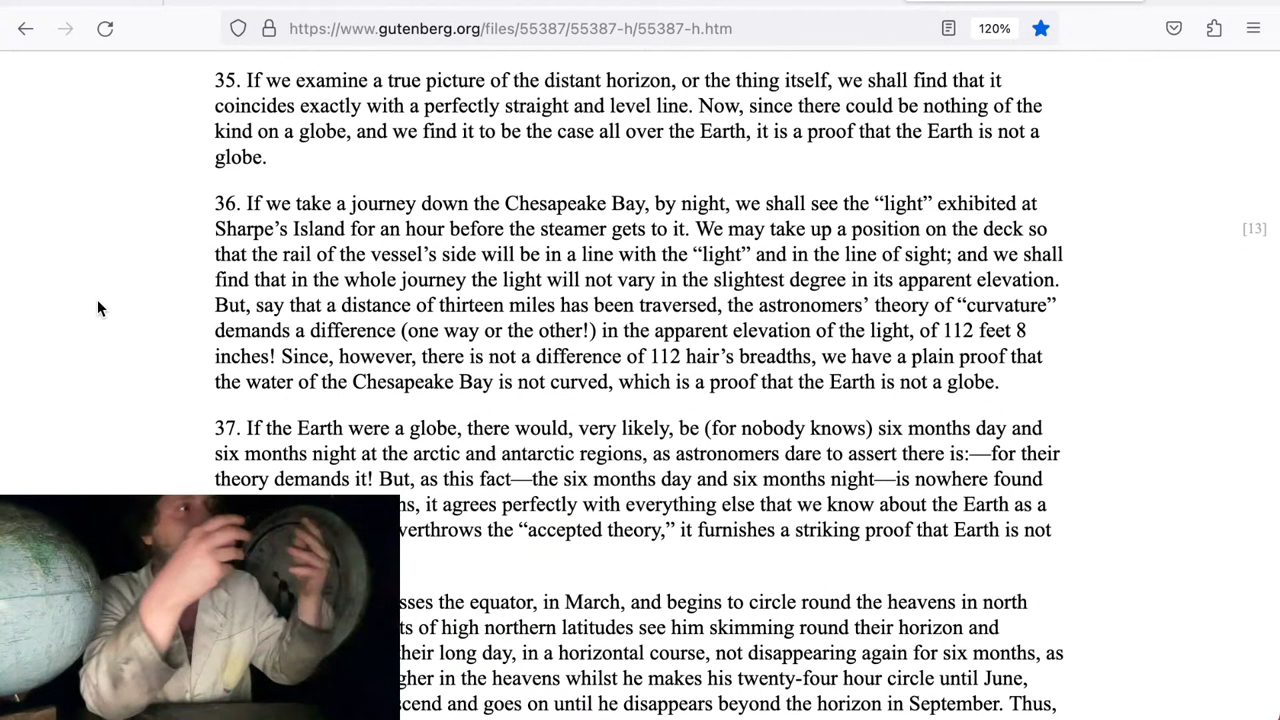 https://www.gutenberg.org/files/55387/55387-h/55387-h.htm
120%
35. If we examine a true picture of the distant horizon, or the thing itself, we shall find that it
coincides exactly with a perfectly straight and level line. Now, since there could be nothing of the
kind on a globe, and we find it to be the case all over the Earth, it is a proof that the Earth is not a
globe.
36. If we take a journey down the Chesapeake Bay, by night, we shall see the “light” exhibited at
Sharpe’s Island for an hour before the steamer gets to it. We may take up a position on the deck so
[13]
that the rail of the vessel’s side will be in a line with the “light” and in the line of sight; and we shall
find that in the whole journey the light will not vary in the slightest degree in its apparent elevation.
But, say that a distance of thirteen miles has been traversed, the astronomers’ theory of “curvature”
demands a difference (one way or the other!) in the apparent elevation of the light, of 112 feet 8
inches! Since, however, there is not a difference of 112 hair’s breadths, we have a plain proof that
the water of the Chesapeake Bay is not curved, which is a proof that the Earth is not a globe.
37. If the Earth were a globe, there would, very likely, be (for nobody knows) six months day and
six months night at the arctic and antarctic regions, as astronomers dare to assert there is:—for their
theory demands it! But, as this fact—the six months day and six months night—is nowhere found
ns, it agrees perfectly with everything else that we know about the Earth as a
verthrows the “accepted theory,” it furnishes a striking proof that Earth is not
sses the equator, in March, and begins to circle round the heavens in north
ts of high northern latitudes see him skimming round their horizon and
their long day, in a horizontal course, not disappearing again for six months, as
gher in the heavens whilst he makes his twenty-four hour circle until June,
scend and goes on until he disappears beyond the horizon in September. Thus,